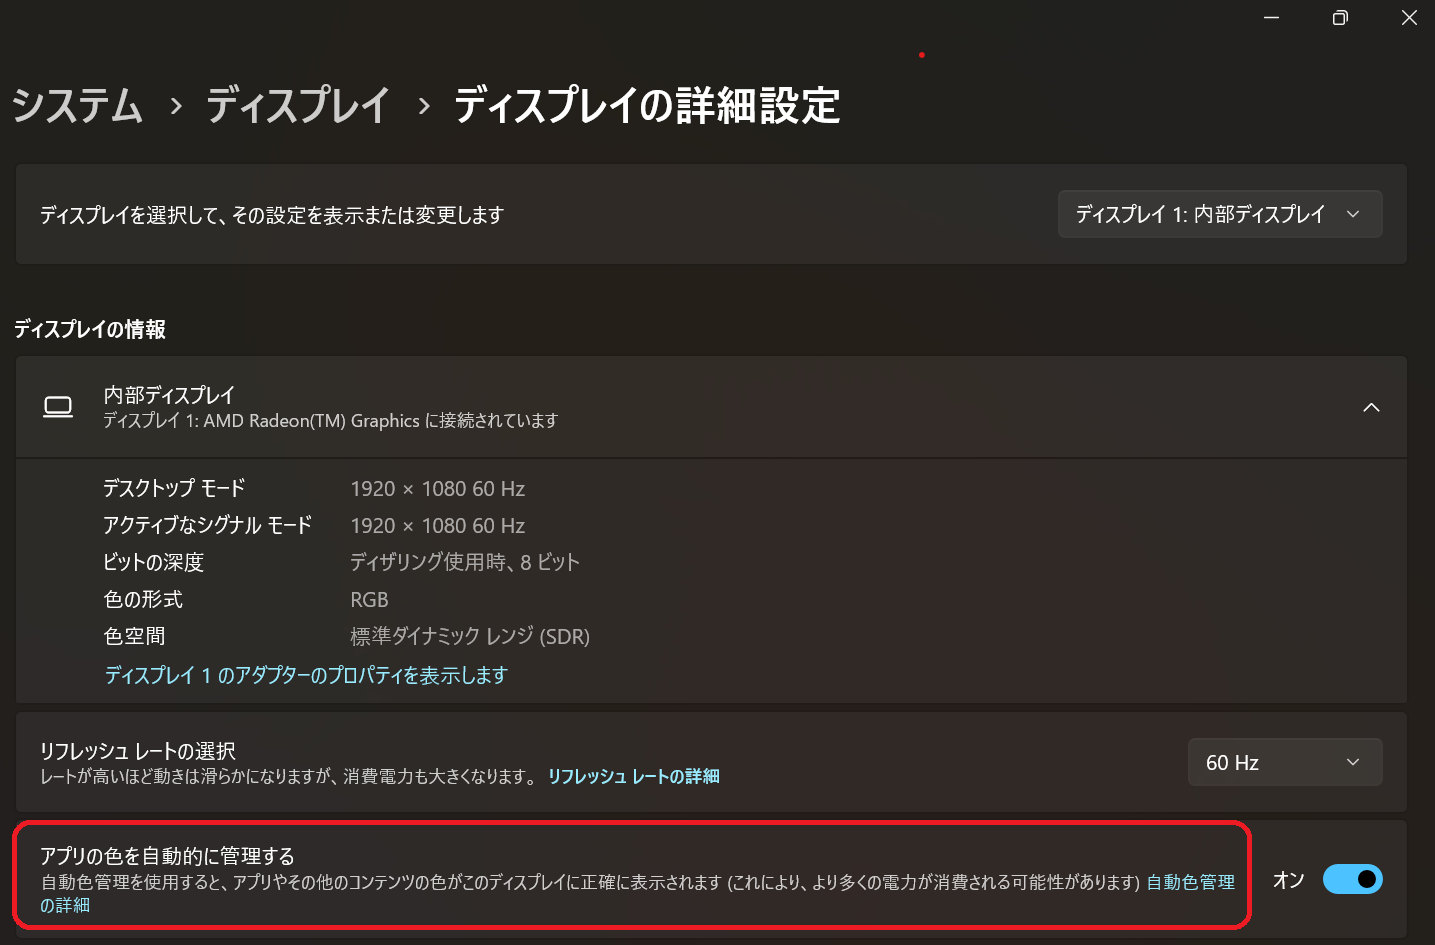 システム › ディスプレイ › ディスプレイの詳細設定
ディスプレイを選択して、その設定を表示または変更します
ディスプレイ 1: 内部ディスプレイ
ディスプレイの情報
内部ディスプレイ
ディスプレイ 1: AMD Radeon(TM) Graphics に接続されています
デスクトップ モード 1920 × 1080 60 Hz
アクティブなシグナル モード 1920 × 1080 60 Hz
ビットの深度 ディザリング使用時、8 ビット
色の形式 RGB
色空間 標準ダイナミック レンジ (SDR)
ディスプレイ 1 のアダプターのプロパティを表示します
リフレッシュ レートの選択
レートが高いほど動きは滑らかになりますが、消費電力も大きくなります。 リフレッシュ レートの詳細
60 Hz
アプリの色を自動的に管理する
自動色管理を使用すると、アプリやその他のコンテンツの色がこのディスプレイに正確に表示されます (これにより、より多くの電力が消費される可能性があります) 自動色管理
の詳細
オン